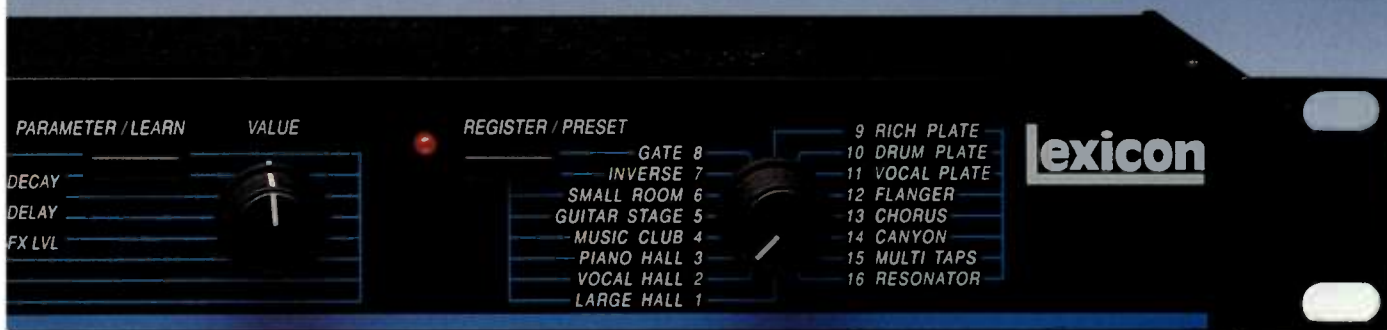 PARAMETER / LEARN
VALUE
DECAY
DELAY
FX LVL
REGISTER / PRESET
GATE 8
INVERSE 7
SMALL ROOM 6
GUITAR STAGE 5
MUSIC CLUB 4
PIANO HALL 3
VOCAL HALL 2
LARGE HALL 1
9 RICH PLATE
10 DRUM PLATE
11 VOCAL PLATE
12 FLANGER
13 CHORUS
14 CANYON
15 MULTI TAPS
16 RESONATOR
lexicon